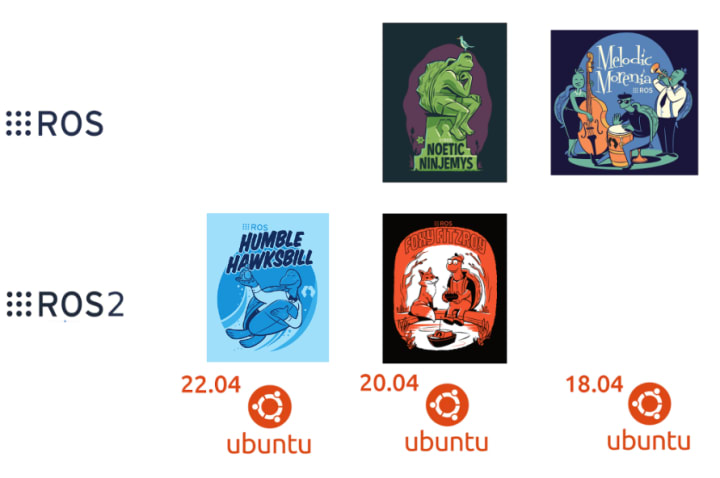 Melodic
Morenia
ROS
ROS
NOETIC
NINJEMYS
ROS
HUMBLE
HAWKSBILL
ROS
FOXY FITZROY
ROS2
22.04
ubuntu
20.04
ubuntu
18.04
ubuntu